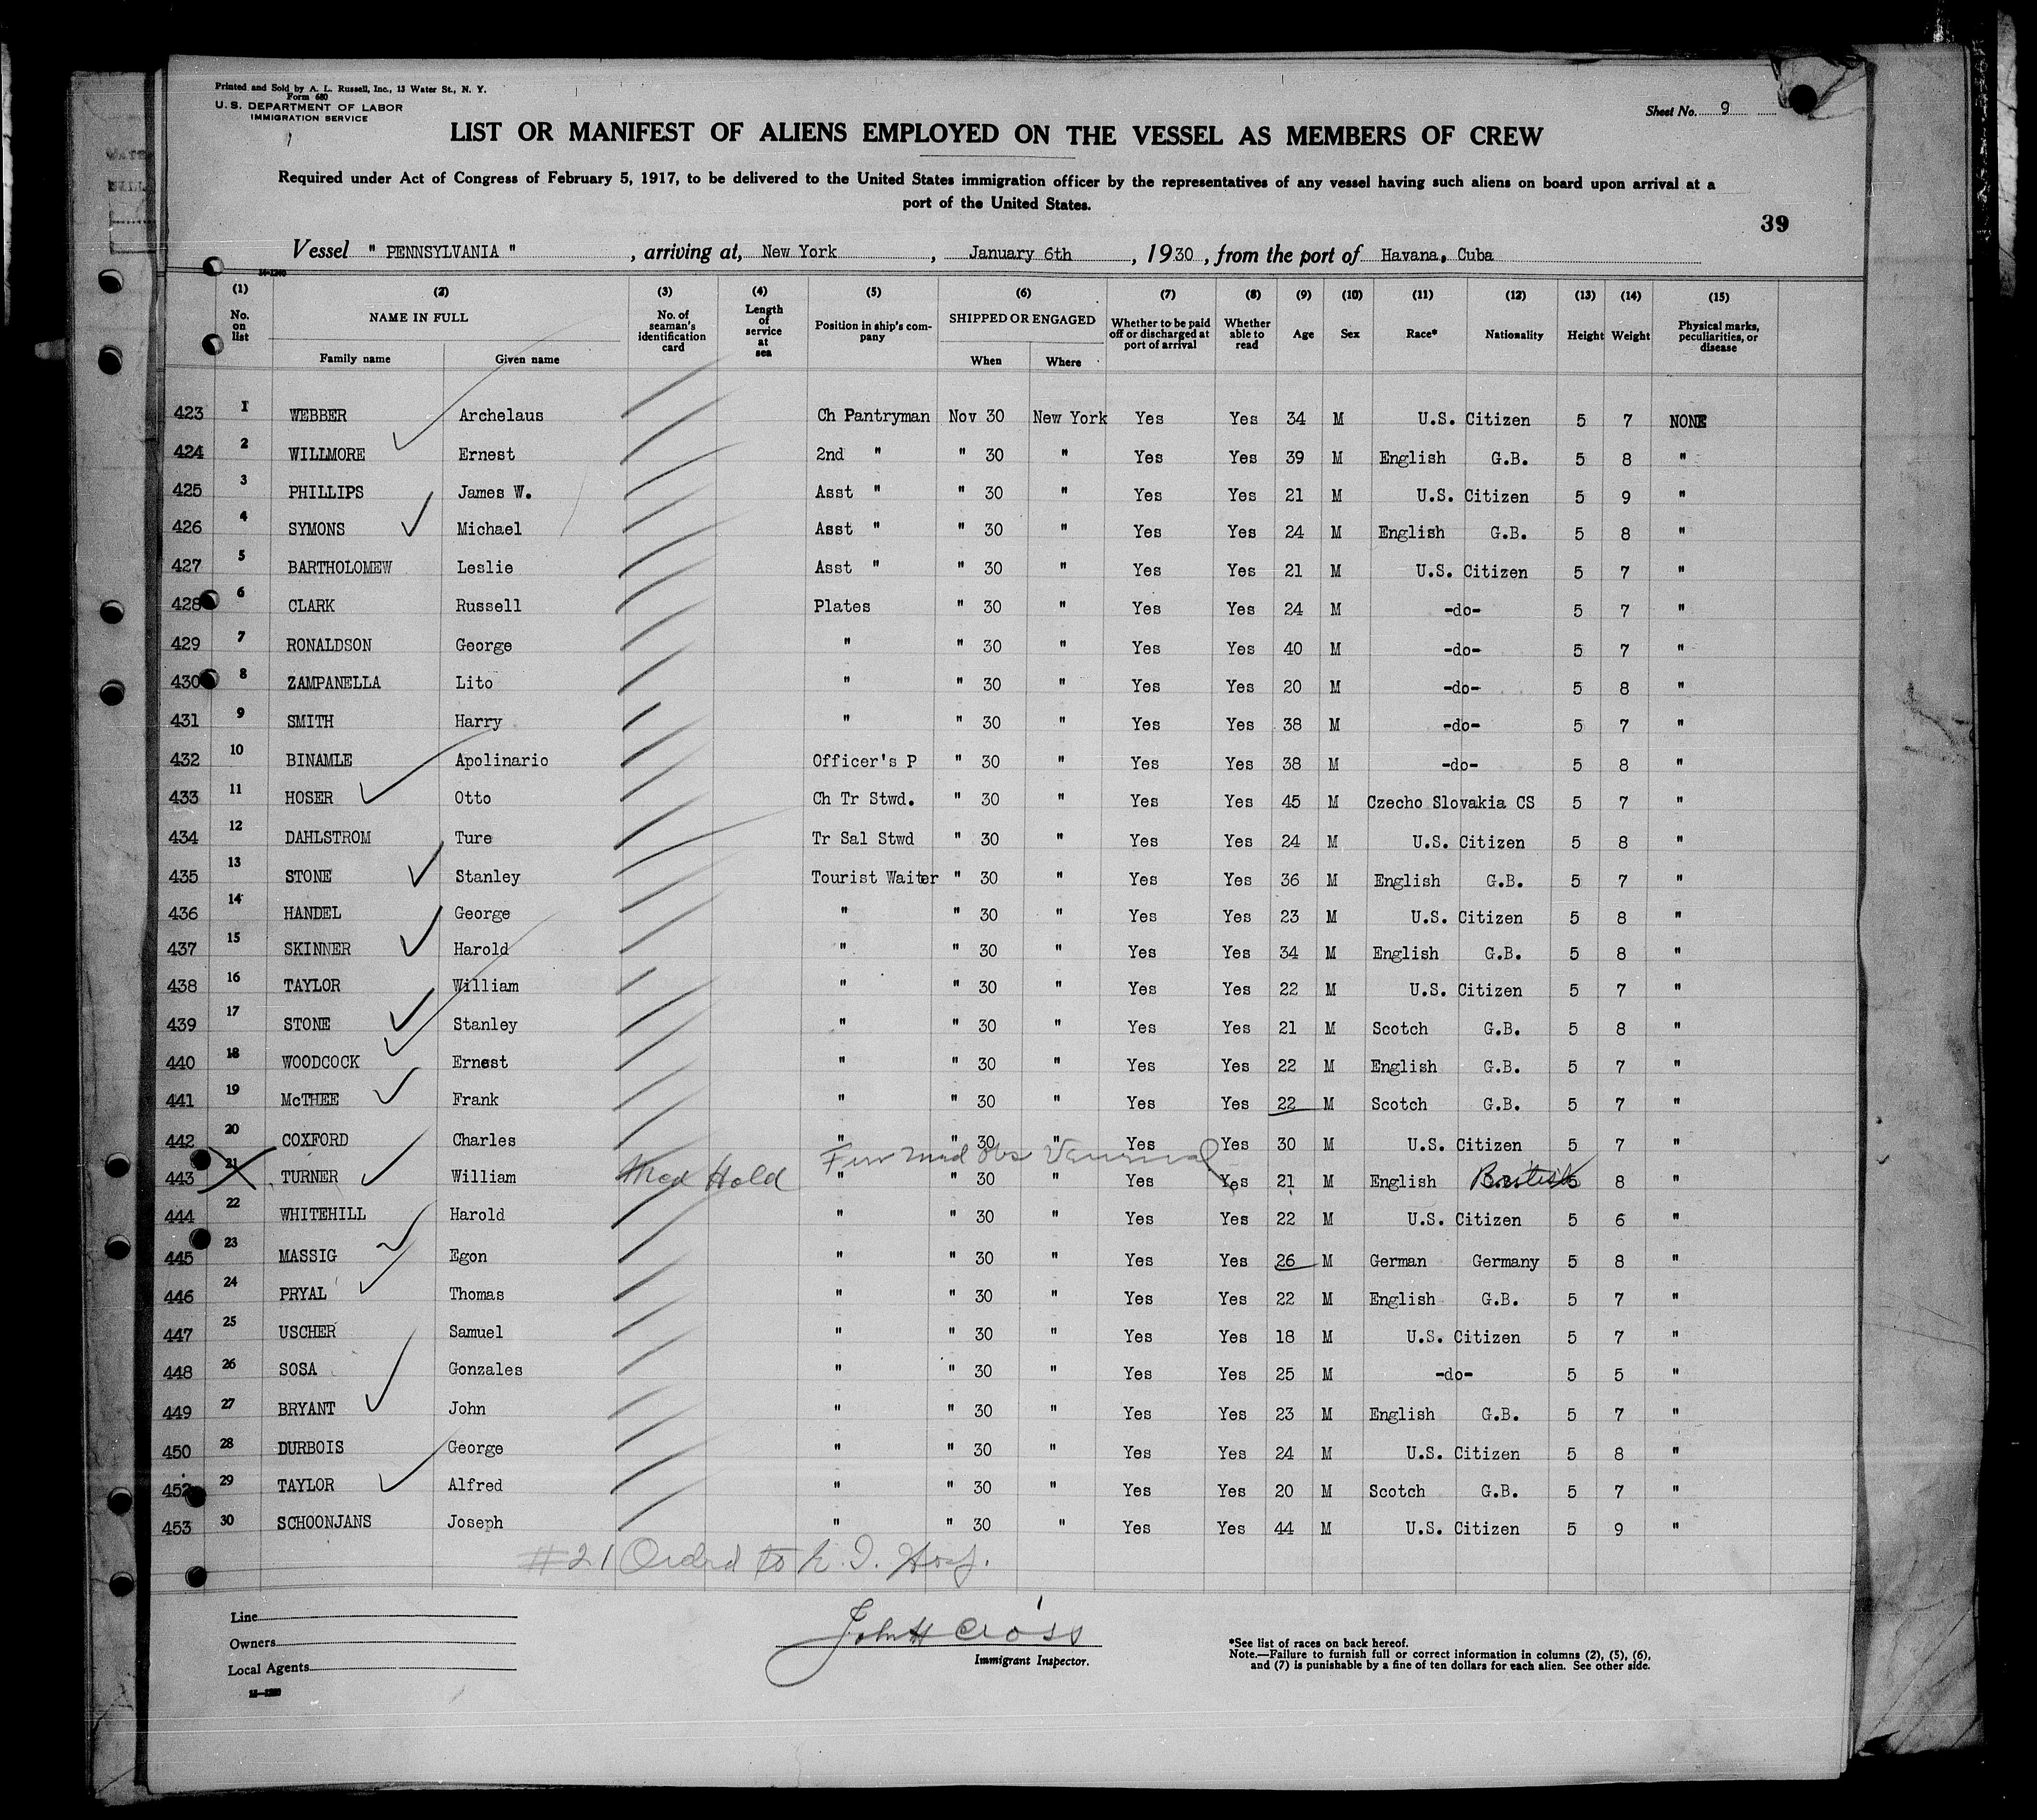 Printed and Sold by A. L. Russell, Inc., 13 Water St., N. Y.
Form 680
U. S. DEPARTMENT OF LABOR
IMMIGRATION SERVICE
Sheet No. 9
LIST OR MANIFEST OF ALIENS EMPLOYED ON THE VESSEL AS MEMBERS OF CREW
Required under Act of Congress of February 5, 1917, to be delivered to the United States immigration officer by the representatives of any vessel having such aliens on board upon arrival at a
port of the United States.
39
Vessel " PENNSYLVANIA " , arriving at, New York , January 6th , 1930 , from the port of Havana, Cuba
(1) (2) (3) (4) (5) (6) (7) (8) (9) (10) (11) (12) (13) (14) (15)
No. on list NAME IN FULL Family name Given name No. of seaman's identification card Length of service at sea Position in ship's company SHIPPED OR ENGAGED When Where Whether to be paid off or discharged at port of arrival Whether able to read Age Sex Race* Nationality Height Weight Physical marks, peculiarities, or disease
423 1 WEBBER Archelaus Ch Pantryman Nov 30 New York Yes Yes 34 M U.S. Citizen 5 7 NONE
424 2 WILLMORE Ernest 2nd " " 30 " Yes Yes 39 M English G.B. 5 8 "
425 3 PHILLIPS James W. Asst " " 30 " Yes Yes 21 M U.S. Citizen 5 9 "
426 4 SYMONS Michael Asst " " 30 " Yes Yes 24 M English G.B. 5 8 "
427 5 BARTHOLOMEW Leslie Asst " " 30 " Yes Yes 21 M U.S. Citizen 5 7 "
428 6 CLARK Russell Plates " 30 " Yes Yes 24 M -do- 5 7 "
429 7 RONALDSON George " " 30 " Yes Yes 40 M -do- 5 7 "
430 8 ZAMPANELLA Lito " " 30 " Yes Yes 20 M -do- 5 8 "
431 9 SMITH Harry " " 30 " Yes Yes 38 M -do- 5 7 "
432 10 BINAMLE Apolinario Officer's P " 30 " Yes Yes 38 M -do- 5 8 "
433 11 HOSER Otto Ch Tr Stwd. " 30 " Yes Yes 45 M Czecho Slovakia CS 5 7 "
434 12 DAHLSTROM Ture Tr Sal Stwd " 30 " Yes Yes 24 M U.S. Citizen 5 8 "
435 13 STONE Stanley Tourist Waiter " 30 " Yes Yes 36 M English G.B. 5 7 "
436 14 HANDEL George " " 30 " Yes Yes 23 M U.S. Citizen 5 8 "
437 15 SKINNER Harold " " 30 " Yes Yes 34 M English G.B. 5 8 "
438 16 TAYLOR William " " 30 " Yes Yes 22 M U.S. Citizen 5 7 "
439 17 STONE Stanley " " 30 " Yes Yes 21 M Scotch G.B. 5 8 "
440 18 WOODCOCK Ernest " " 30 " Yes Yes 22 M English G.B. 5 7 "
441 19 McTHEE Frank " " 30 " Yes Yes 22 M Scotch G.B. 5 7 "
442 20 COXFORD Charles " " 30 " Yes Yes 30 M U.S. Citizen 5 7 "
443 21 TURNER William Med Hold " " 30 " Yes Yes 21 M English British 5 8 "
444 22 WHITEHILL Harold " " 30 " Yes Yes 22 M U.S. Citizen 5 6 "
445 23 MASSIG Egon " " 30 " Yes Yes 26 M German Germany 5 8 "
446 24 PRYAL Thomas " " 30 " Yes Yes 22 M English G.B. 5 7 "
447 25 USCHER Samuel " " 30 " Yes Yes 18 M U.S. Citizen 5 7 "
448 26 SOSA Gonzales " " 30 " Yes Yes 25 M -do- 5 5 "
449 27 BRYANT John " " 30 " Yes Yes 23 M English G.B. 5 7 "
450 28 DURBOIS George " " 30 " Yes Yes 24 M U.S. Citizen 5 8 "
452 29 TAYLOR Alfred " " 30 " Yes Yes 20 M Scotch G.B. 5 7 "
453 30 SCHOONJANS Joseph " " 30 " Yes Yes 44 M U.S. Citizen 5 9 "
#21 to Hosp.
Line
Owners
Local Agents
John H Cross
Immigrant Inspector.
*See list of races on back hereof.
Note.—Failure to furnish full or correct information in columns (2), (5), (6),
and (7) is punishable by a fine of ten dollars for each alien. See other side.